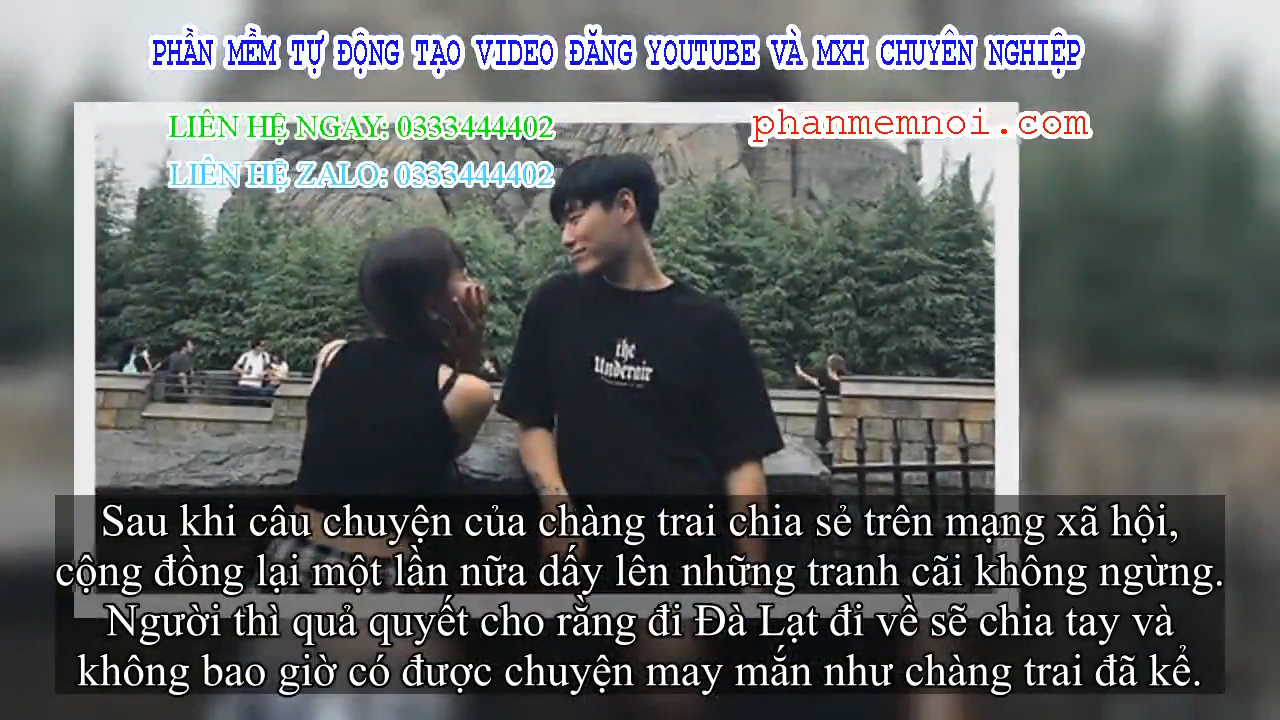 PHẦN MỀM TỰ ĐỘNG TẠO VIDEO ĐĂNG YOUTUBE VÀ MXH CHUYÊN NGHIỆP
LIÊN HỆ NGAY: 0333444402
phanmemnoi.com
LIÊN HỆ ZALO: 0333444402
the
Underair
Sau khi câu chuyện của chàng trai chia sẻ trên mạng xã hội,
cộng đồng lại một lần nữa dấy lên những tranh cãi không ngừng.
Người thì quả quyết cho rằng đi Đà Lạt đi về sẽ chia tay và
không bao giờ có được chuyện may mắn như chàng trai đã kể.